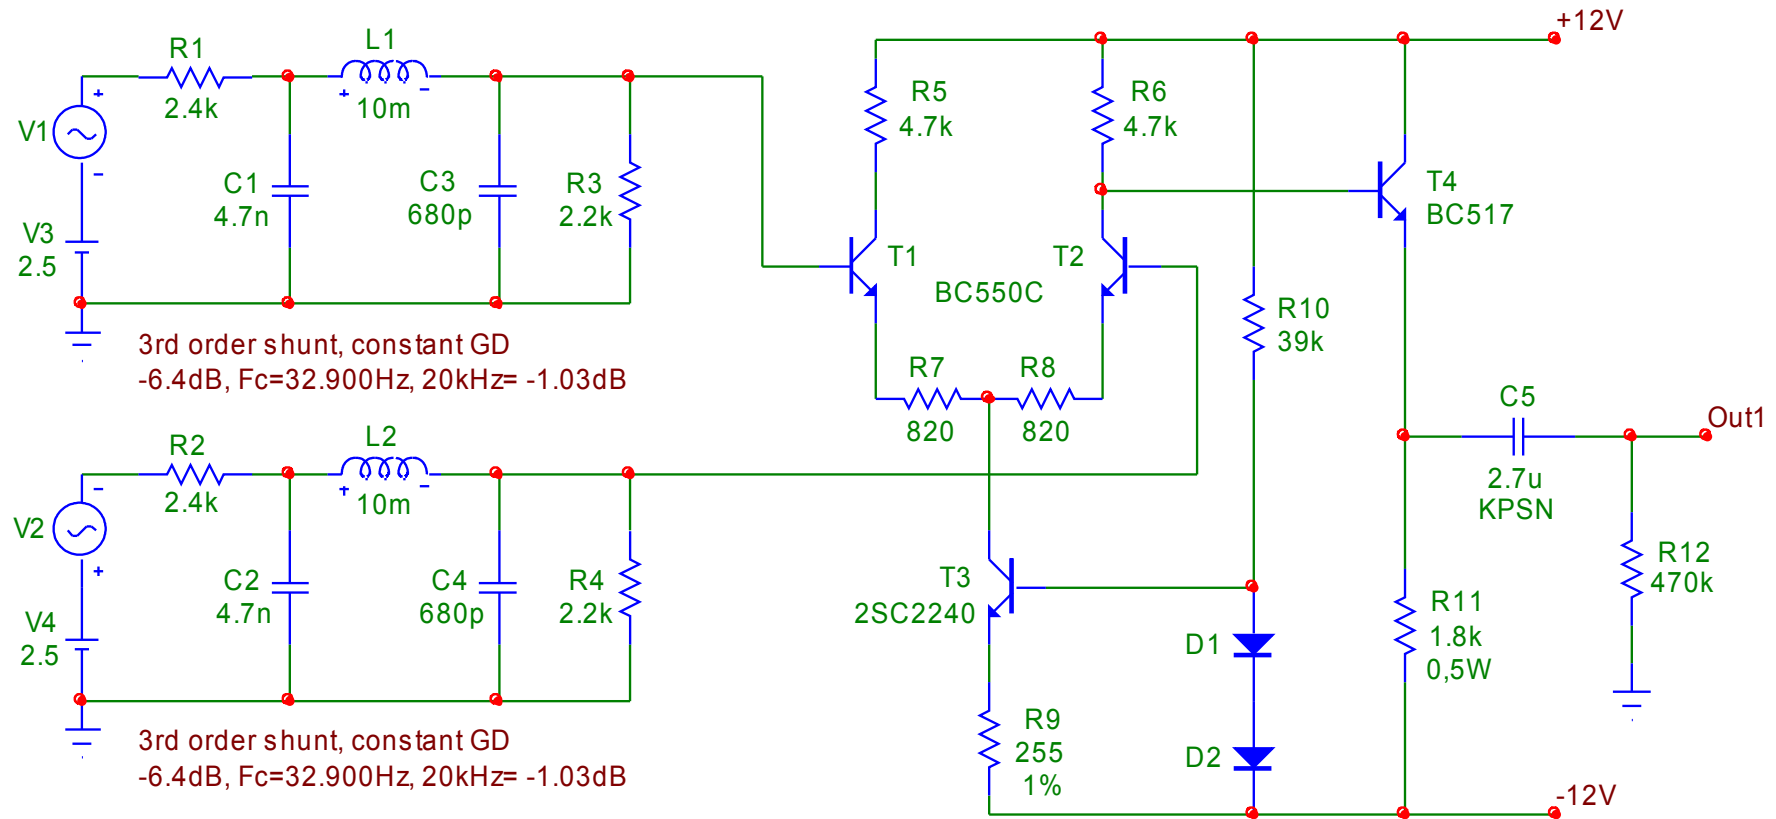 +12V
R1
2.4k
L1
+ -
10m
+
V1
-
V3
2.5
C1
4.7n
C3
680p
R3
2.2k
3rd order shunt, constant GD
-6.4dB, Fc=32.900Hz, 20kHz= -1.03dB
R2
2.4k
L2
+ -
10m
-
V2
+
V4
2.5
C2
4.7n
C4
680p
R4
2.2k
3rd order shunt, constant GD
-6.4dB, Fc=32.900Hz, 20kHz= -1.03dB
R5
4.7k
R6
4.7k
T1
T2
BC550C
R7
820
R8
820
T3
2SC2240
R9
255
1%
R10
39k
D1
D2
T4
BC517
C5
2.7u
KPSN
Out1
R11
1.8k
0,5W
R12
470k
-12V